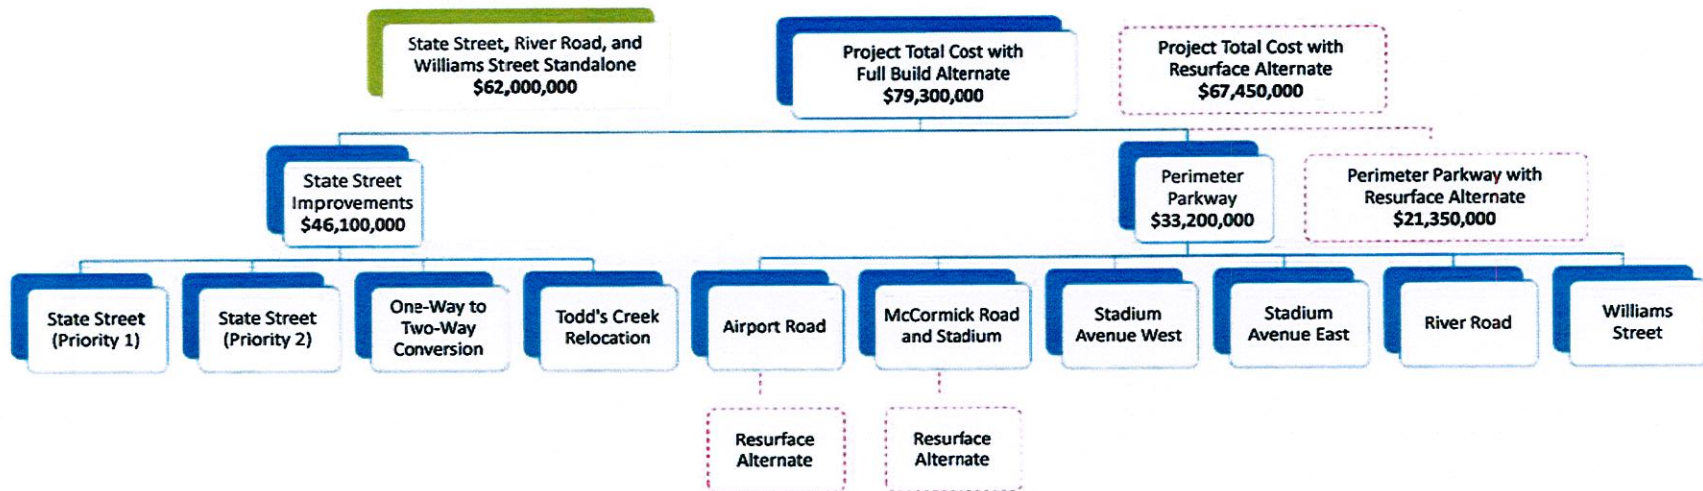 State Street, River Road, and
Williams Street Standalone
$62,000,000
Project Total Cost with
Full Build Alternate
$79,300,000
Project Total Cost with
Resurface Alternate
$67,450,000
State Street
Improvements
$46,100,000
Perimeter
Parkway
$33,200,000
Perimeter Parkway with
Resurface Alternate
$21,350,000
State Street
(Priority 1)
State Street
(Priority 2)
One-Way to
Two-Way
Conversion
Todd's Creek
Relocation
Airport Road
McCormick Road
and Stadium
Stadium
Avenue West
Stadium
Avenue East
River Road
Williams
Street
Resurface
Alternate
Resurface
Alternate